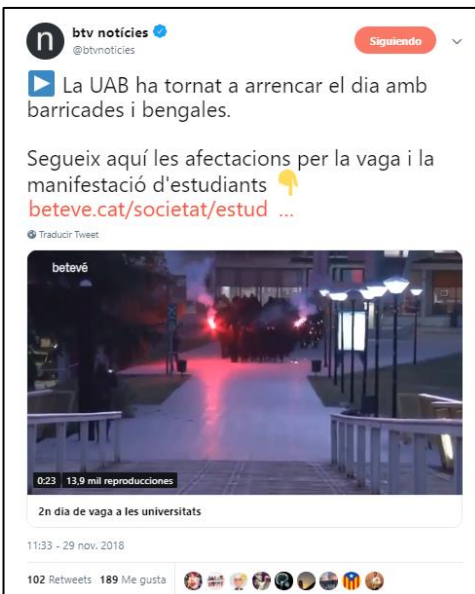 n
btv notícies
@btvnoticies
Siguiendo
La UAB ha tornat a arrencar el dia amb
barricades i bengales.
Segueix aquí les afectacions per la vaga i la
manifestació d'estudiants
beteve.cat/societat/estud ...
Traducir Tweet
betevé
0:23 13,9 mil reproducciones
2n dia de vaga a les universitats
11:33 - 29 nov. 2018
102 Retweets 189 Me gusta